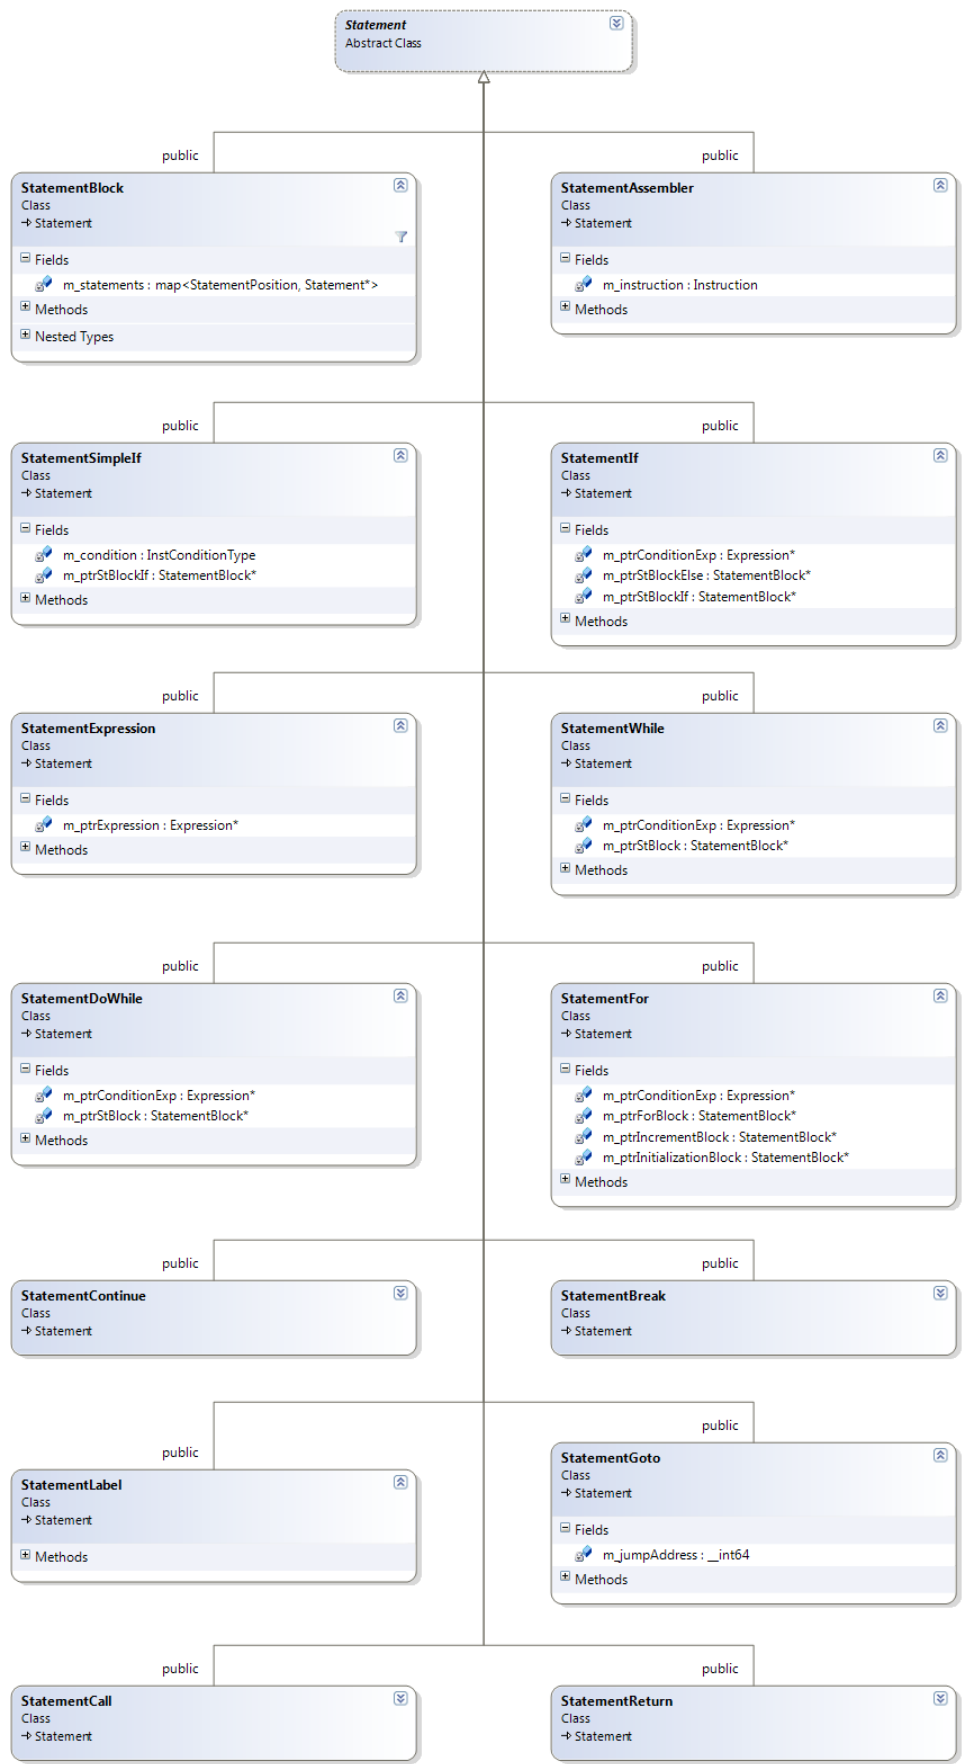 Statement
Abstract Class
public
public
StatementBlock
Class
Statement
Fields
m_statements : map<StatementPosition, Statement*>
Methods
Nested Types
StatementAssembler
Class
Statement
Fields
m_instruction : Instruction
Methods
public
public
StatementSimpleIf
Class
Statement
Fields
m_condition : InstConditionType
m_ptrStBlockIf : StatementBlock*
Methods
StatementIf
Class
Statement
Fields
m_ptrConditionExp : Expression*
m_ptrStBlockElse : StatementBlock*
m_ptrStBlockIf : StatementBlock*
Methods
public
public
StatementExpression
Class
Statement
Fields
m_ptrExpression : Expression*
Methods
StatementWhile
Class
Statement
Fields
m_ptrConditionExp : Expression*
m_ptrStBlock : StatementBlock*
Methods
public
public
StatementDoWhile
Class
Statement
Fields
m_ptrConditionExp : Expression*
m_ptrStBlock : StatementBlock*
Methods
StatementFor
Class
Statement
Fields
m_ptrConditionExp : Expression*
m_ptrForBlock : StatementBlock*
m_ptrIncrementBlock : StatementBlock*
m_ptrInitializationBlock : StatementBlock*
Methods
public
public
StatementContinue
Class
Statement
StatementBreak
Class
Statement
public
public
StatementLabel
Class
Statement
Methods
StatementGoto
Class
Statement
Fields
m_jumpAddress : __int64
Methods
public
public
StatementCall
Class
Statement
StatementReturn
Class
Statement